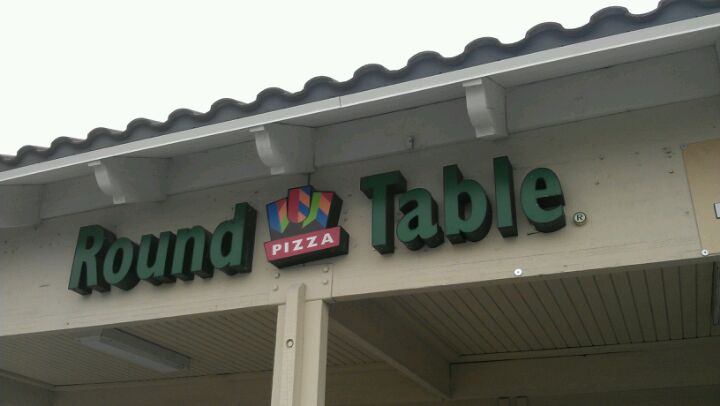 Round PIZZA Table ®